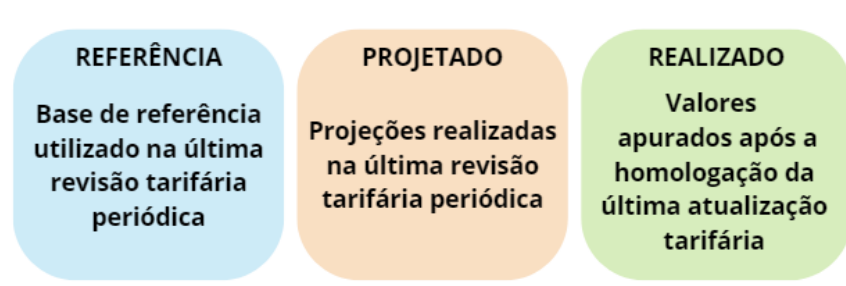 REFERÊNCIA
Base de referência
utilizado na última
revisão tarifária
periódica
PROJETADO
Projeções realizadas
na última revisão
tarifária periódica
REALIZADO
Valores
apurados após a
homologação da
última atualização
tarifária